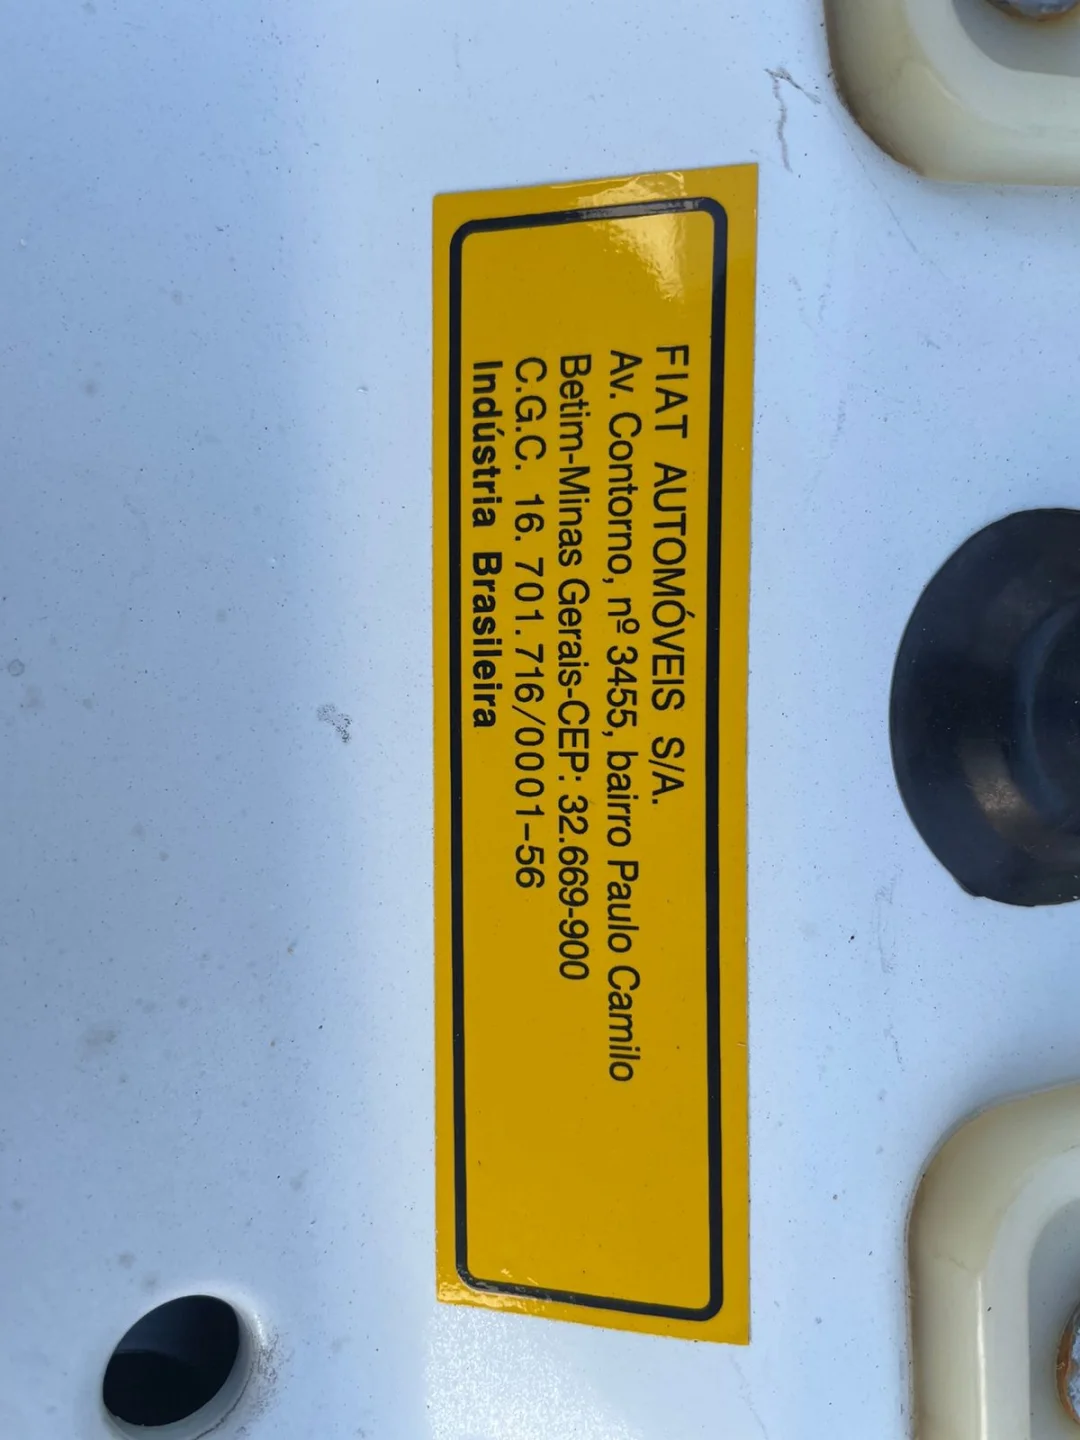 FIAT AUTOMÓVEIS S/A.
Av. Contorno, nº 3455, bairro Paulo Camilo
Betim-Minas Gerais-CEP: 32.669-900
C.G.C. 16. 701. 716/0001-56
Indústria Brasileira